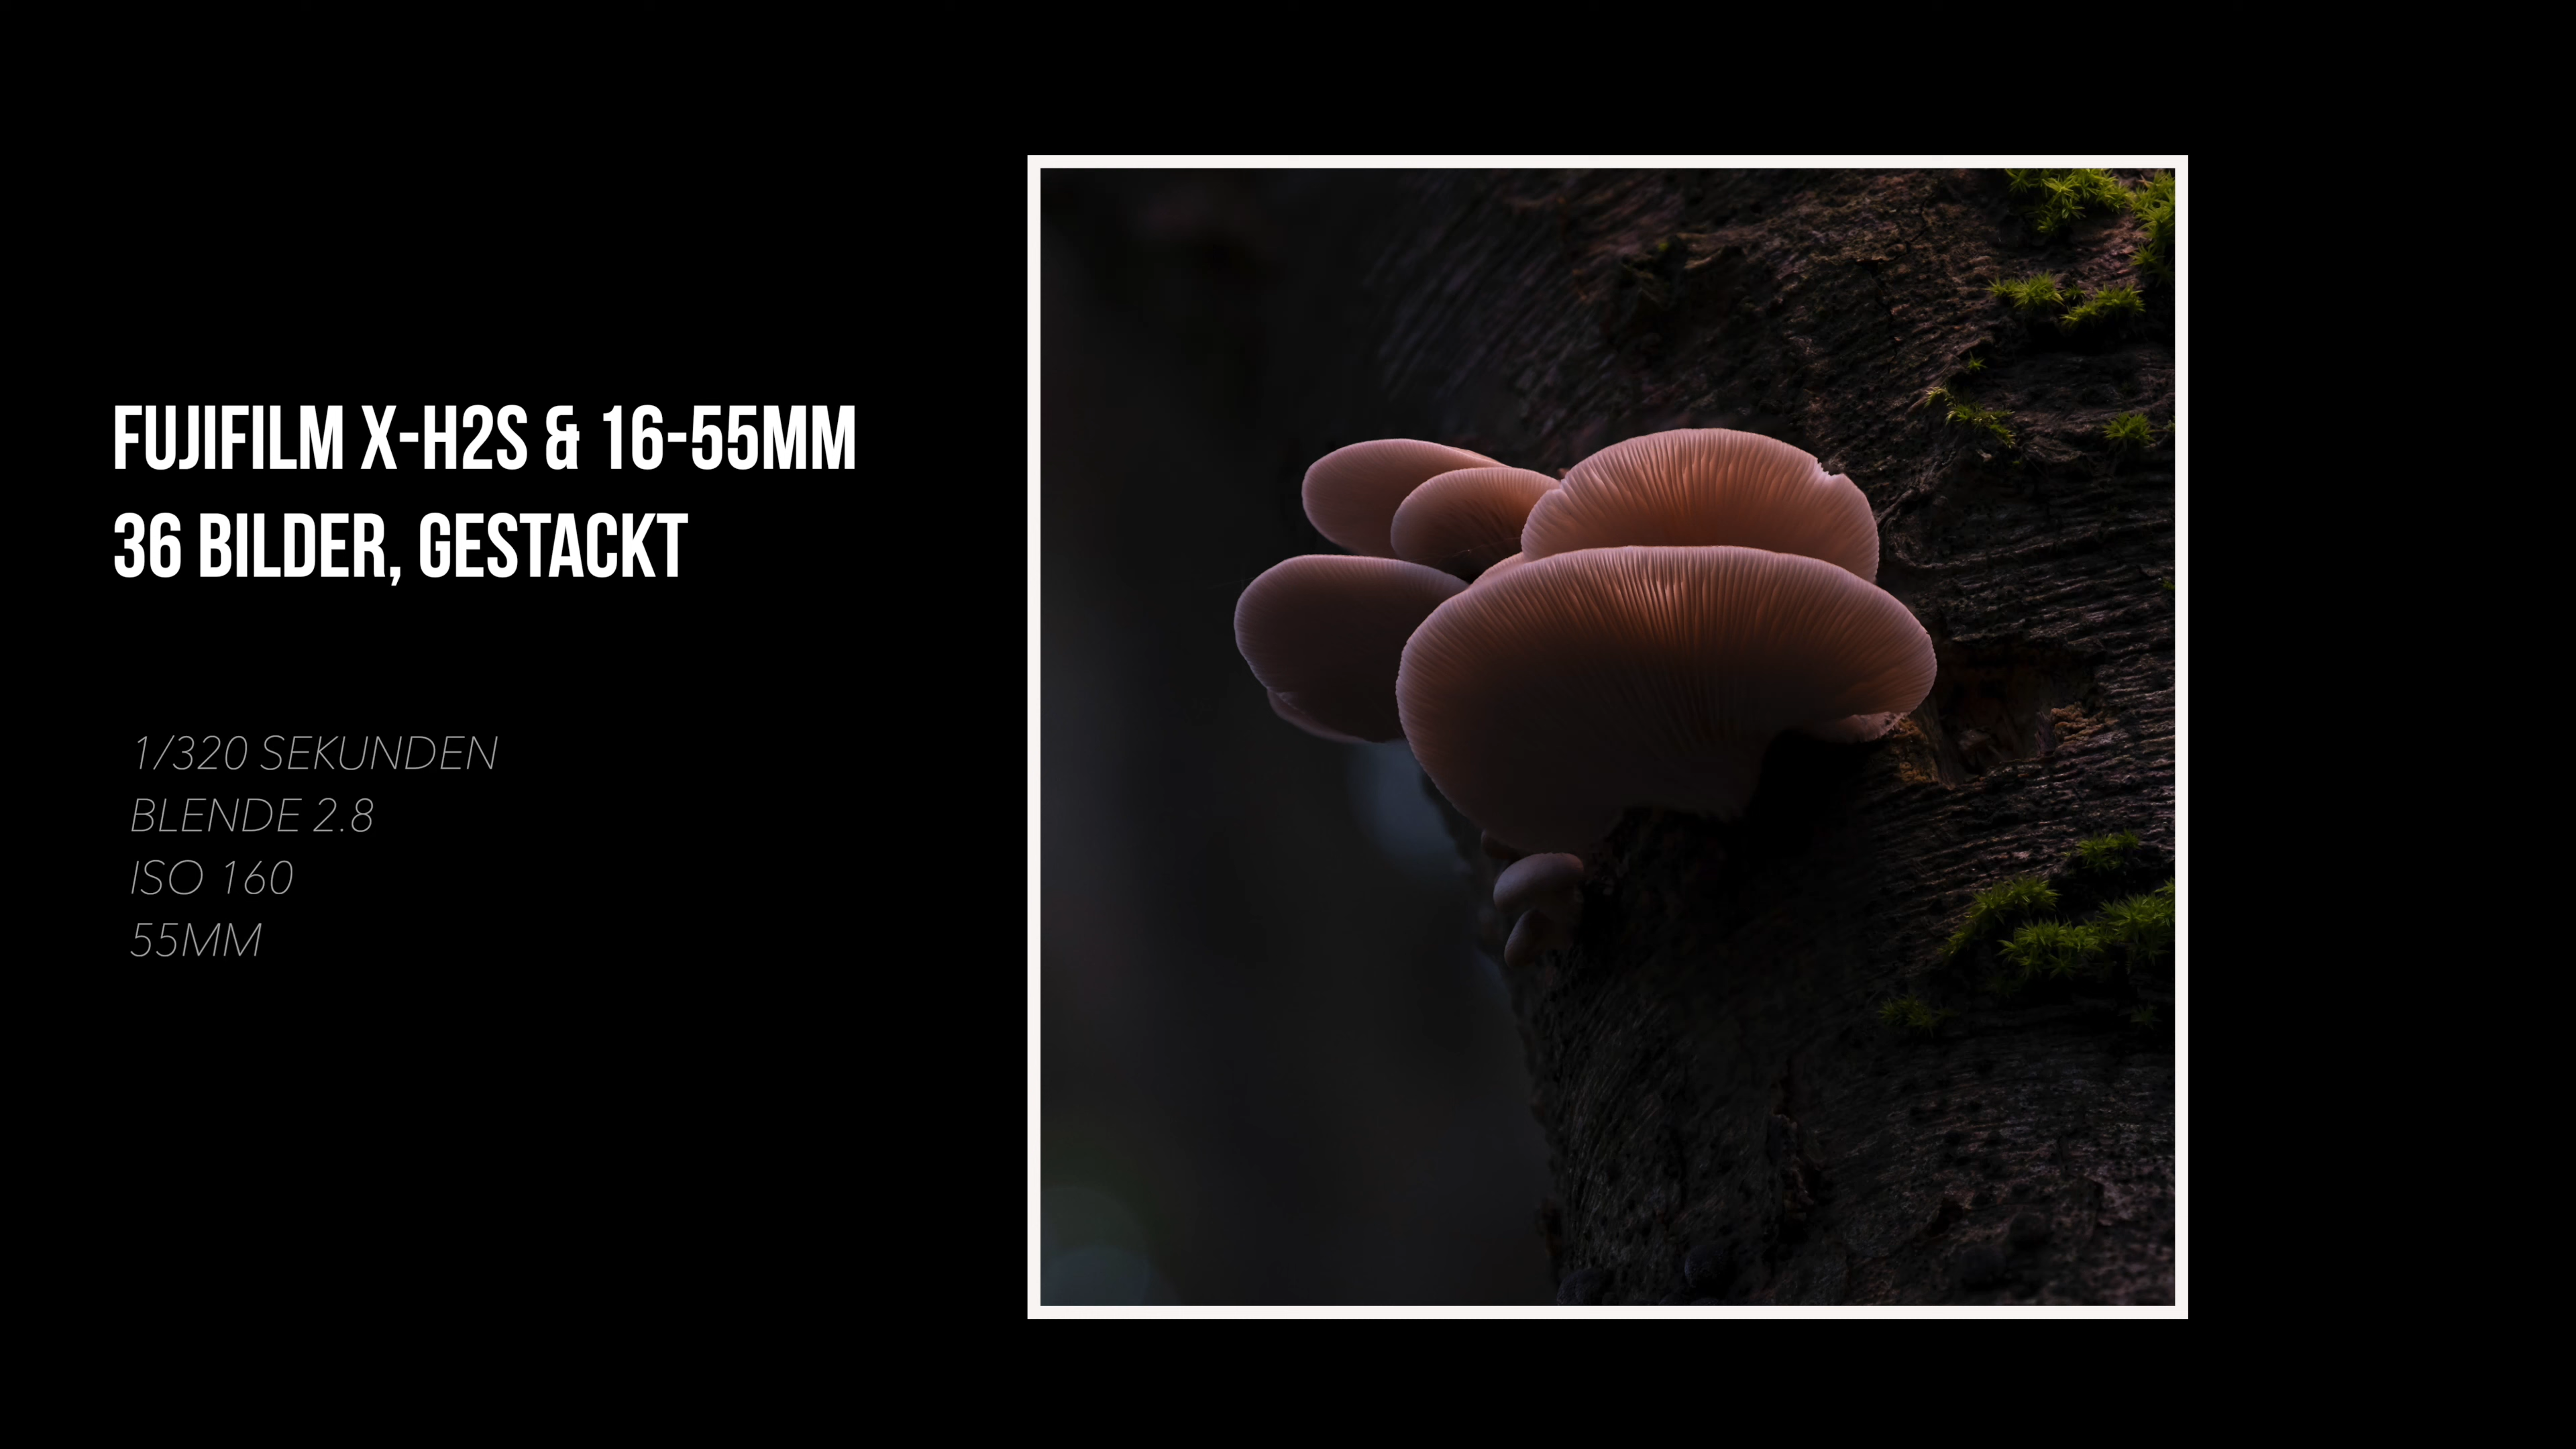 FUJIFILM X-H2S & 16-55MM
36 BILDER, GESTACKT
1/320 SEKUNDEN
BLENDE 2.8
ISO 160
55MM